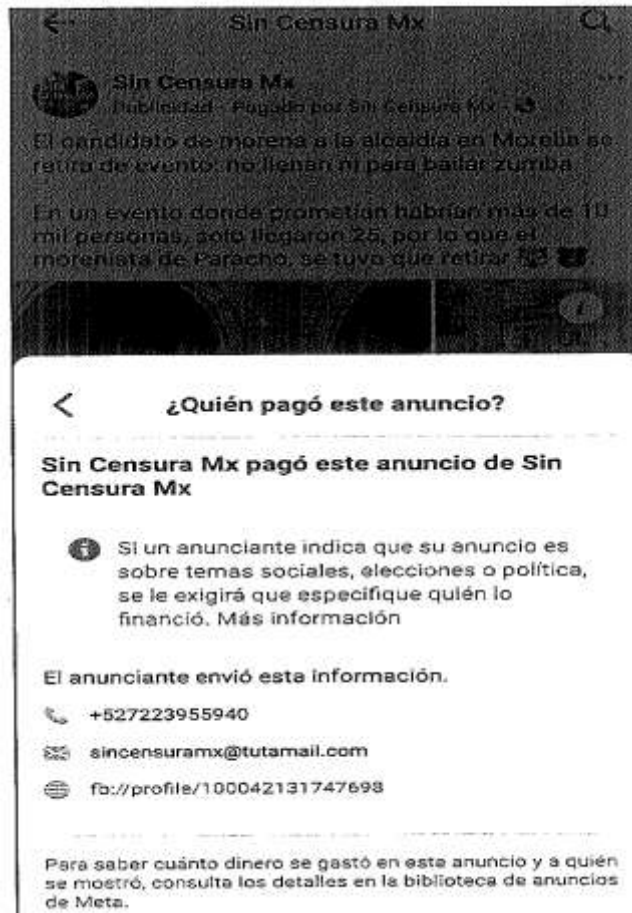 Sin Censura Mx
Sin Censura Mx
Publicidad · Pagado por Sin Censura Mx ·
El candidato de morena a la alcaldía en Morelia se
retira de evento: no llenan ni para bailar zumba
En un evento donde prometían habrían más de 10
mil personas, solo llegaron 25, por lo que el
morenista de Paracho, se tuvo que retirar
¿Quién pagó este anuncio?
Sin Censura Mx pagó este anuncio de Sin
Censura Mx
Si un anunciante indica que su anuncio es
sobre temas sociales, elecciones o política,
se le exigirá que especifique quién lo
financió. Más información
El anunciante envió esta información.
+527223955940
sincensuramx@tutamail.com
fb://profile/100042131747698
Para saber cuánto dinero se gastó en este anuncio y a quién
se mostró, consulta los detalles en la biblioteca de anuncios
de Meta.